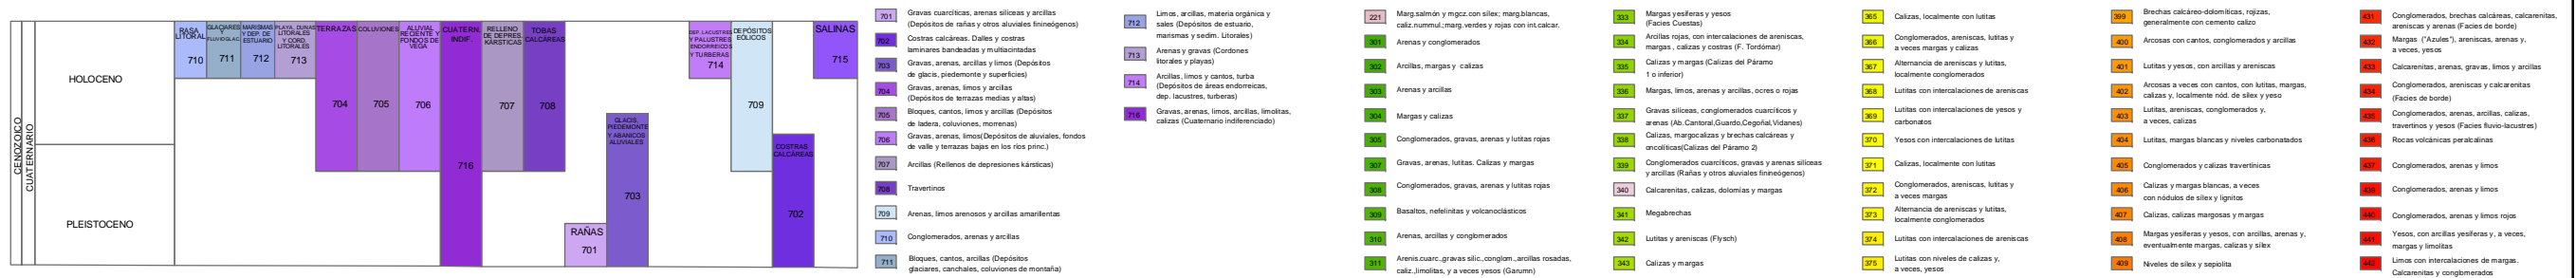 CENOZOICO
CUATERNARIO
HOLOCENO
PLEISTOCENO
RASA
LITORAL
710
GLACIARES
Y
FLUVIOGLAC.
711
MARISMAS
Y DEP. DE
ESTUARIO
712
PLAYA, DUNAS
LITORALES
Y CORD.
LITORALES
713
TERRAZAS
704
COLUVIONES
705
ALUVIAL
RECIENTE Y
FONDOS DE
VEGA
706
CUATERN.
INDIF.
716
RELLENO
DE DEPRES.
KÁRSTICAS
707
TOBAS
CALCÁREAS
708
RAÑAS
701
GLACIS,
PIEDEMONTE
Y ABANICOS
ALUVIALES
703
DEP. LACUSTRES
Y PALUSTRES
ENDORREICOS
Y TURBERAS
714
DEPÓSITOS
EÓLICOS
709
COSTRAS
CALCÁREAS
702
SALINAS
715
701 Gravas cuarcíticas, arenas silíceas y arcillas
(Depósitos de rañas y otros aluviales finineógenos)
702 Costras calcáreas. Dalles y costras
laminares bandeadas y multiacintadas
703 Gravas, arenas, arcillas y limos (Depósitos
de glacis, piedemonte y superficies)
704 Gravas, arenas, limos y arcillas
(Depósitos de terrazas medias y altas)
705 Bloques, cantos, limos y arcillas (Depósitos
de ladera, coluviones, morrenas)
706 Gravas, arenas, limos(Depósitos de aluviales, fondos
de valle y terrazas bajas en los ríos princ.)
707 Arcillas (Rellenos de depresiones kársticas)
708 Travertinos
709 Arenas, limos arenosos y arcillas amarillentas
710 Conglomerados, arenas y arcillas
711 Bloques, cantos, arcillas (Depósitos
glaciares, canchales, coluviones de montaña)
712 Limos, arcillas, materia orgánica y
sales (Depósitos de estuario,
marismas y sedim. Litorales)
713 Arenas y gravas (Cordones
litorales y playas)
714 Arcillas, limos y cantos, turba
(Depósitos de áreas endorreicas,
dep. lacustres, turberas)
716 Gravas, arenas, limos, arcillas, limolitas,
calizas (Cuaternario indiferenciado)
221 Marg,salmón y mgcz.con silex; marg.blancas,
caliz.nummul.;marg.verdes y rojas con int.calcar.
301 Arenas y conglomerados
302 Arcillas, margas y calizas
303 Arenas y arcillas
304 Margas y calizas
305 Conglomerados, gravas, arenas y lutitas rojas
307 Gravas, arenas, lutitas. Calizas y margas
308 Conglomerados, gravas, arenas y lutitas rojas
309 Basaltos, nefelinitas y volcanoclásticos
310 Arenas, arcillas y conglomerados
311 Arenis.cuarc.,gravas silic.,conglom.,arcillas rosadas,
caliz.,limolitas, y a veces yesos (Garumn)
333 Margas yesíferas y yesos
(Facies Cuestas)
334 Arcillas rojas, con intercalaciones de areniscas,
margas , calizas y costras (F. Tordómar)
335 Calizas y margas (Calizas del Páramo
1 o inferior)
336 Margas, limos, arenas y arcillas, ocres o rojas
337 Gravas silíceas, conglomerados cuarcíticos y
arenas (Ab.Cantoral,Guardo,Cegoñal,Vidanes)
338 Calizas, margocalizas y brechas calcáreas y
oncolíticas(Calizas del Páramo 2)
339 Conglomerados cuarcíticos, gravas y arenas silíceas
y arcillas (Rañas y otros aluviales finineógenos)
340 Calcarenitas, calizas, dolomías y margas
341 Megabrechas
342 Lutitas y areniscas (Flysch)
343 Calizas y margas
365 Calizas, localmente con lutitas
366 Conglomerados, areniscas, lutitas y
a veces margas y calizas
367 Alternancia de areniscas y lutitas,
localmente conglomerados
368 Lutitas con intercalaciones de areniscas
369 Lutitas con intercalaciones de yesos y
carbonatos
370 Yesos con intercalaciones de lutitas
371 Calizas, localmente con lutitas
372 Conglomerados, areniscas, lutitas y
a veces margas
373 Alternancia de areniscas y lutitas,
localmente conglomerados
374 Lutitas con intercalaciones de areniscas
375 Lutitas con niveles de calizas y,
a veces, yesos
399 Brechas calcáreo-dolomíticas, rojizas,
generalmente con cemento calizo
400 Arcosas con cantos, conglomerados y arcillas
401 Lutitas y yesos, con arcillas y areniscas
402 Arcosas a veces con cantos, con lutitas, margas,
calizas y, localmente nód. de sílex y yeso
403 Lutitas, areniscas, conglomerados y,
a veces, calizas
404 Lutitas, margas blancas y niveles carbonatados
405 Conglomerados y calizas travertínicas
406 Calizas y margas blancas, a veces
con nódulos de sílex y lignitos
407 Calizas, calizas margosas y margas
408 Margas yesíferas y yesos, con arcillas, arenas y,
eventualmente margas, calizas y sílex
409 Niveles de sílex y sepiolita
431 Conglomerados, brechas calcáreas, calcarenitas,
areniscas y arenas (Facies de borde)
432 Margas ("Azules"), areniscas, arenas y,
a veces, yesos
433 Calcarenitas, arenas, gravas, limos y arcillas
434 Conglomerados, areniscas y calcarenitas
(Facies de borde)
435 Conglomerados, arenas, arcillas, calizas,
travertinos y yesos (Facies fluvio-lacustres)
436 Rocas volcánicas peralcalinas
437 Conglomerados, arenas y limos
439 Conglomerados, arenas y limos
440 Conglomerados, arenas y limos rojos
441 Yesos, con arcillas yesíferas y, a veces,
margas y limolitas
442 Limos con intercalaciones de margas.
Calcarenitas y conglomerados